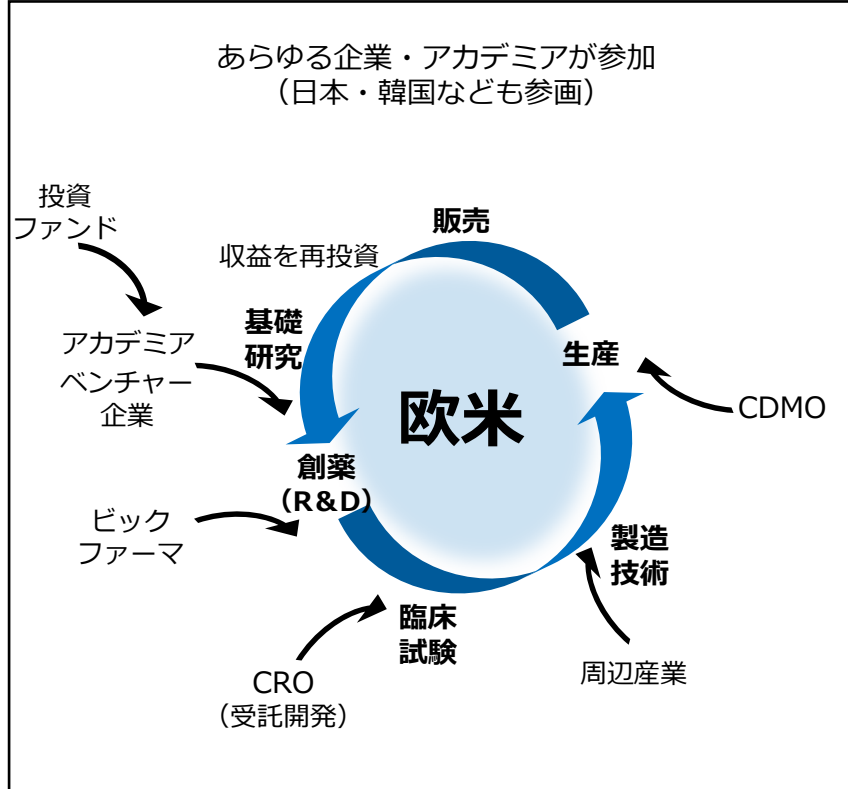 あらゆる企業・アカデミアが参加
（日本・韓国なども参画）
投資
ファンド
販売
収益を再投資
基礎
研究
アカデミア
ベンチャー
企業
生産
欧米
CDMO
創薬
（R&D）
ビック
ファーマ
製造
技術
臨床
試験
周辺産業
CRO
（受託開発）